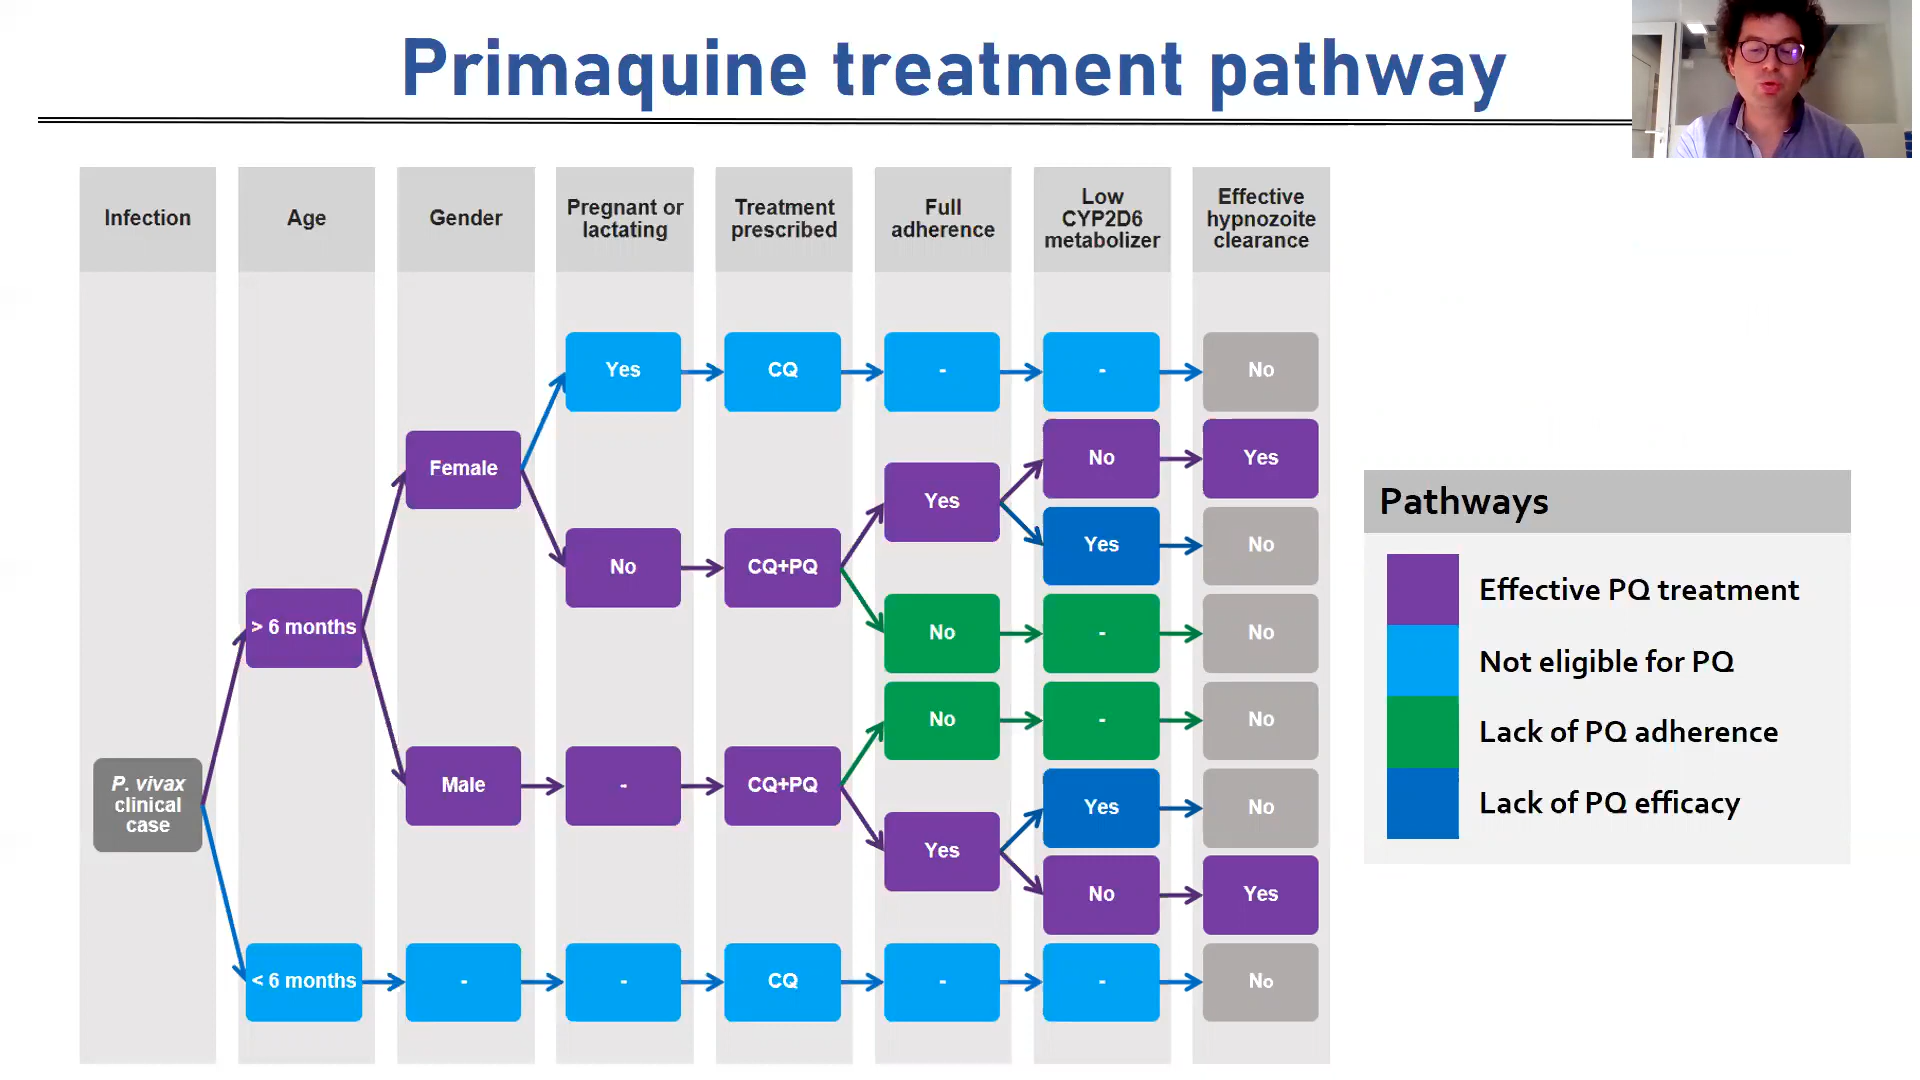 Primaquine treatment pathway
Infection
Age
Gender
Pregnant or
lactating
Treatment
prescribed
Full
adherence
Low
CYP2D6
metabolizer
Effective
hypnozoite
clearance
Yes
CQ
-
-
No
Female
No
Yes
Yes
Yes
No
No
CQ+PQ
> 6 months
No
-
No
No
-
No
P. vivax
clinical
case
Male
-
CQ+PQ
Yes
No
Yes
No
Yes
< 6 months
-
-
CQ
-
-
No
Pathways
Effective PQ treatment
Not eligible for PQ
Lack of PQ adherence
Lack of PQ efficacy